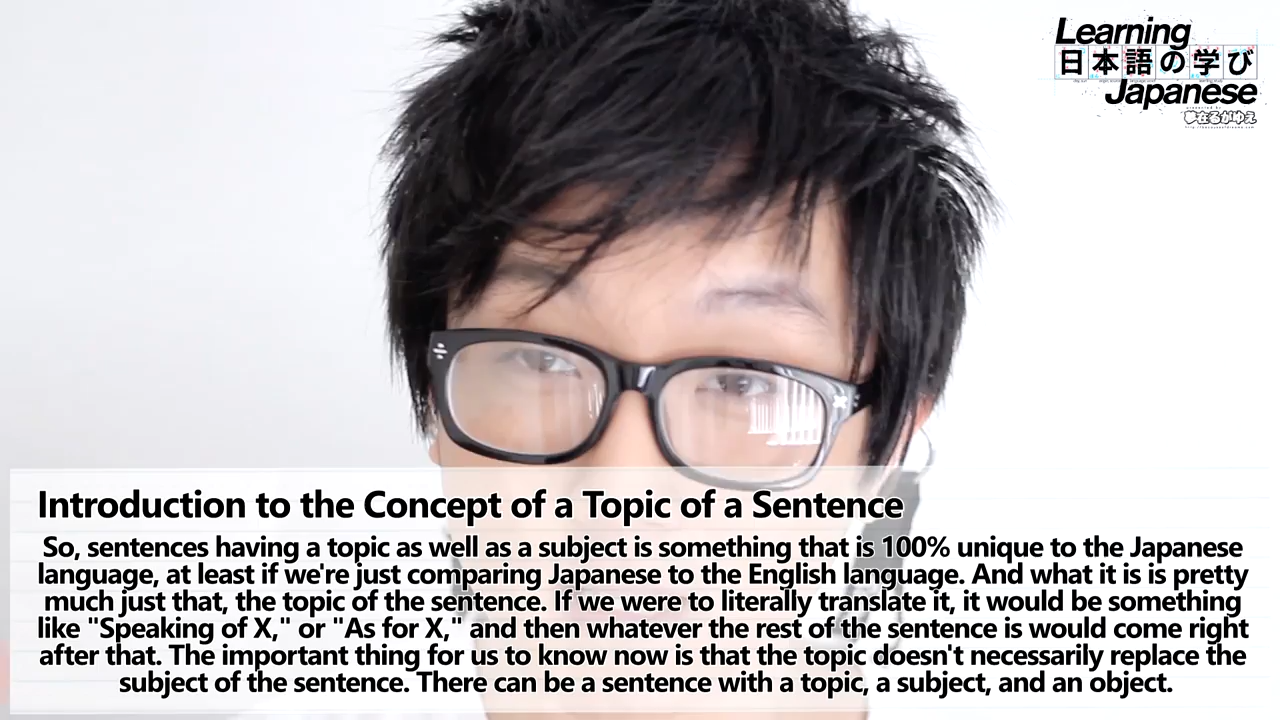 Learning
日本語の学び
Japanese
夢在るがゆえ
Introduction to the Concept of a Topic of a Sentence
So, sentences having a topic as well as a subject is something that is 100% unique to the Japanese
language, at least if we're just comparing Japanese to the English language. And what it is is pretty
much just that, the topic of the sentence. If we were to literally translate it, it would be something
like "Speaking of X," or "As for X," and then whatever the rest of the sentence is would come right
after that. The important thing for us to know now is that the topic doesn't necessarily replace the
subject of the sentence. There can be a sentence with a topic, a subject, and an object.